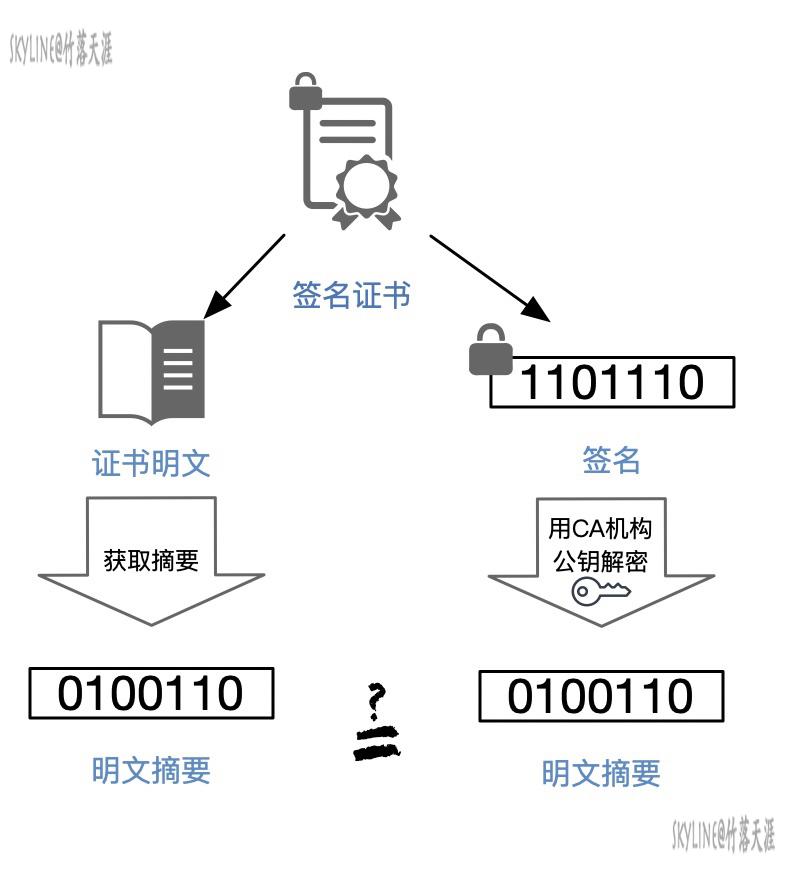 SKYLINE@竹落天涯
签名证书
1101110
证书明文
签名
获取摘要
用CA机构
公钥解密
0100110
?
=
0100110
明文摘要
明文摘要
SKYLINE@竹落天涯